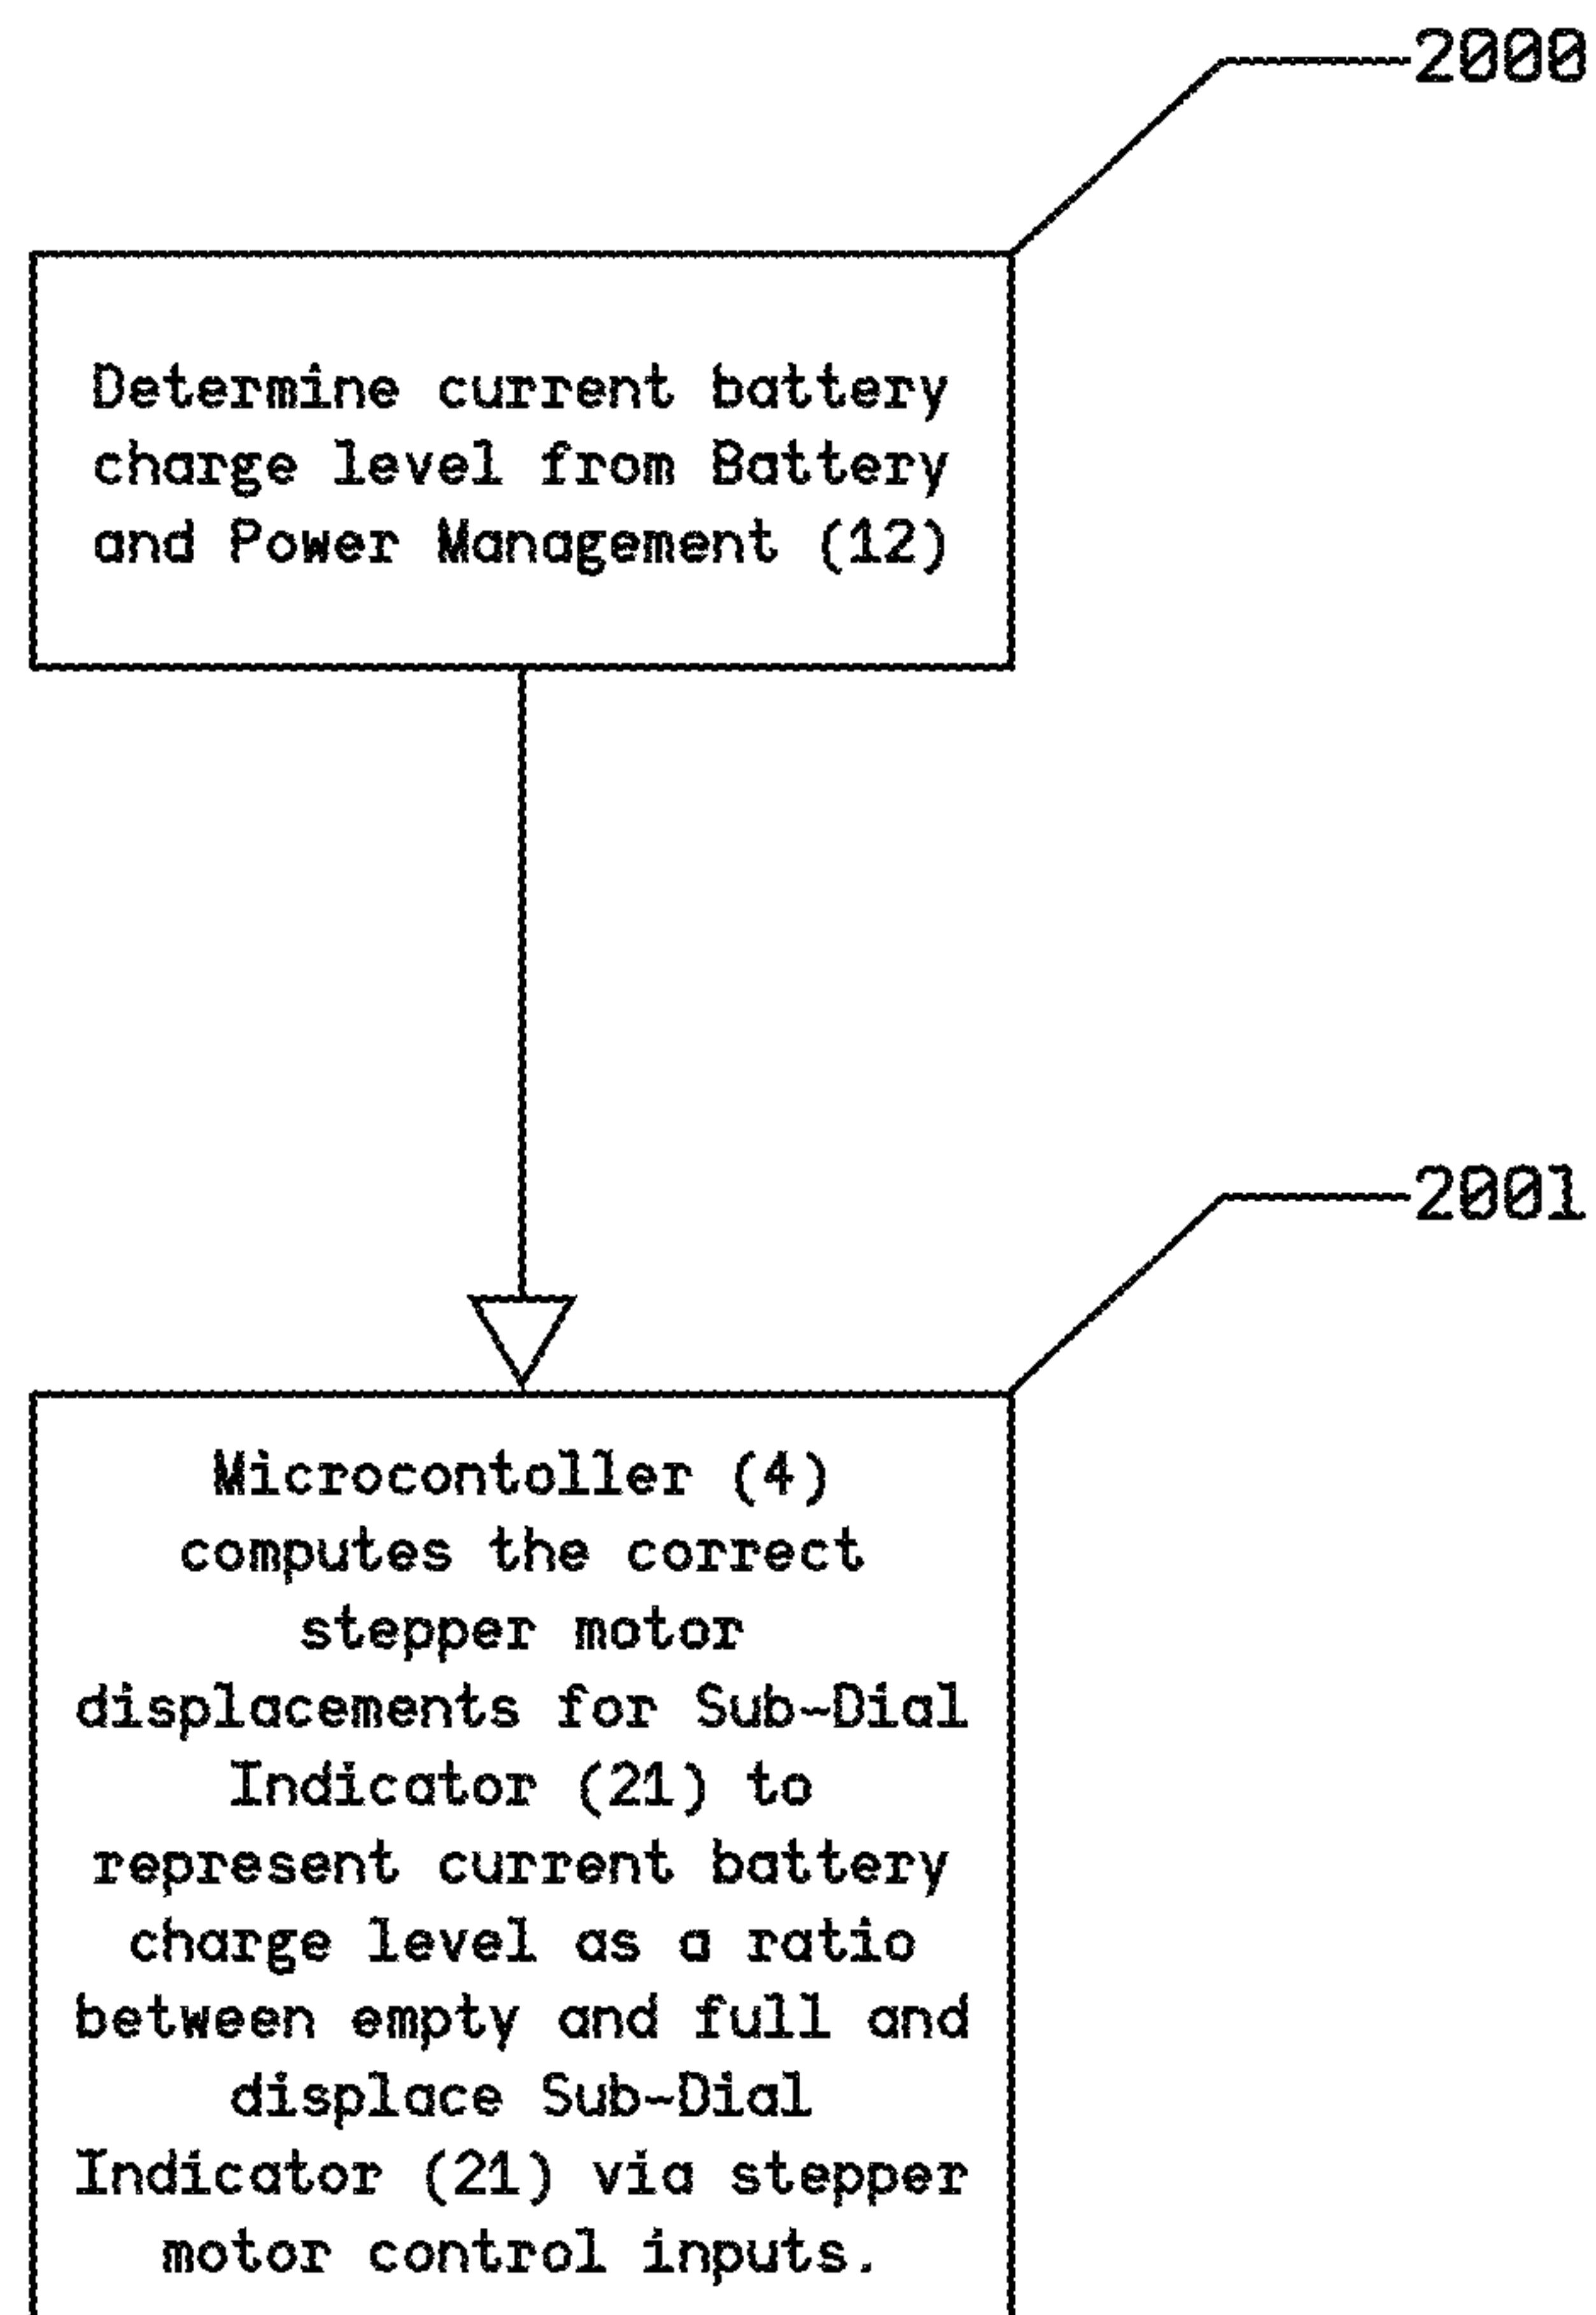 2000
Determine current battery
charge level from Battery
and Power Management (12)
2001
Microcontoller (4)
computes the correct
stepper motor
displacements for Sub-Dial
Indicator (21) to
represent current battery
charge level as a ratio
between empty and full and
displace Sub-Dial
Indicator (21) via stepper
motor control inputs.